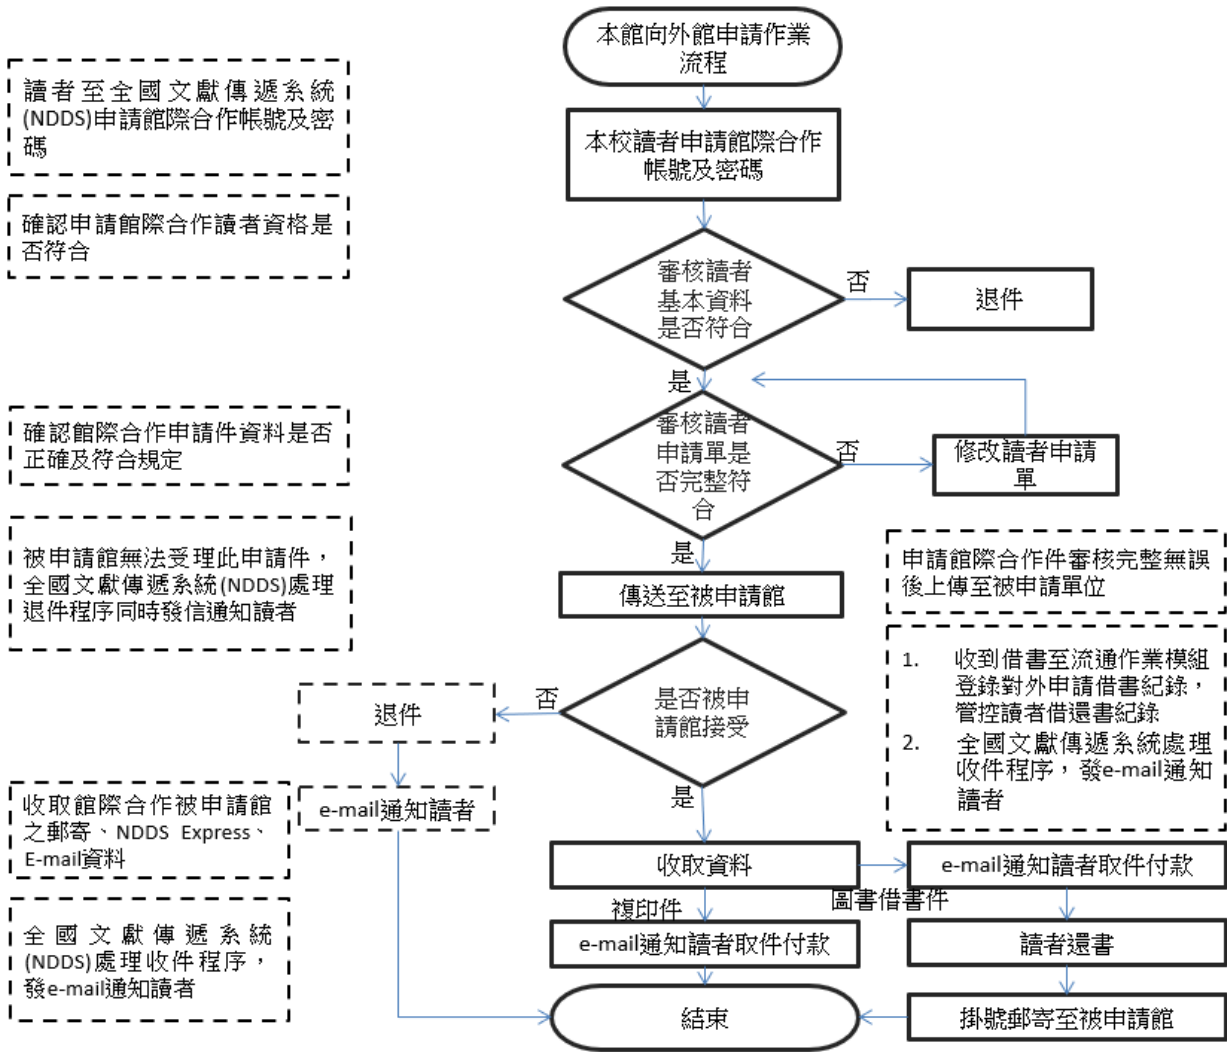 本館向外館申請作業
流程
讀者至全國文獻傳遞系統
(NDDS)申請館際合作帳號及密
碼
本校讀者申請館際合作
帳號及密碼
確認申請館際合作讀者資格是
否符合
審核讀者
基本資料
是否符合
否
退件
是
確認館際合作申請件資料是否
正確及符合規定
審核讀者
申請單是
否完整符
合
否
修改讀者申請
單
是
被申請館無法受理此申請件，
全國文獻傳遞系統(NDDS)處理
退件程序同時發信通知讀者
傳送至被申請館
申請館際合作件審核完整無誤
後上傳至被申請單位
1. 收到借書至流通作業模組
登錄對外申請借書紀錄，
管控讀者借還書紀錄
2. 全國文獻傳遞系統處理
收件程序，發e-mail通知
讀者
是否被申
請館接受
否
退件
e-mail通知讀者
是
收取館際合作被申請館
之郵寄、NDDS Express、
E-mail資料
收取資料
e-mail通知讀者取件付款
複印件
圖書借書件
e-mail通知讀者取件付款
讀者還書
全國文獻傳遞系統
(NDDS)處理收件程序，
發e-mail通知讀者
結束
掛號郵寄至被申請館